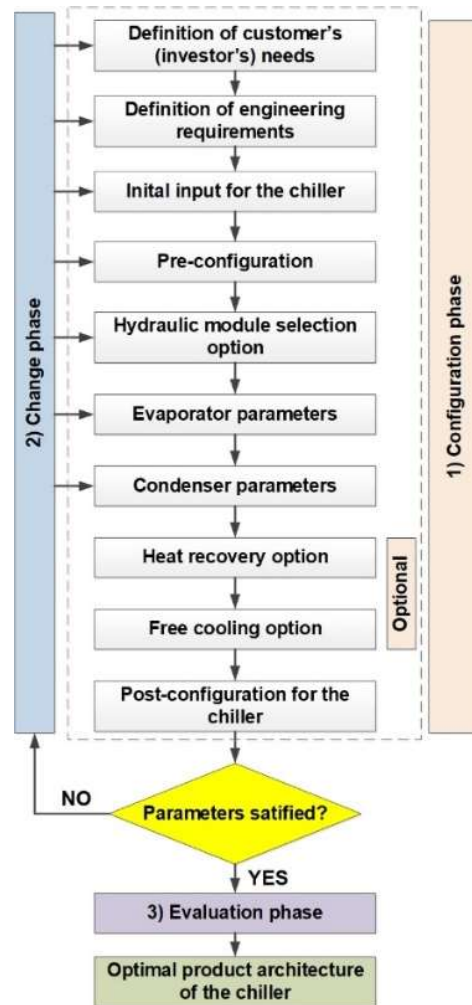 Definition of customer's
(investor's) needs
Definition of engineering
requirements
Inital input for the chiller
Pre-configuration
Hydraulic module selection
option
Evaporator parameters
Condenser parameters
Heat recovery option
Free cooling option
Post-configuration for the
chiller
2) Change phase
1) Configuration phase
Optional
Parameters satified?
NO
YES
3) Evaluation phase
Optimal product architecture
of the chiller